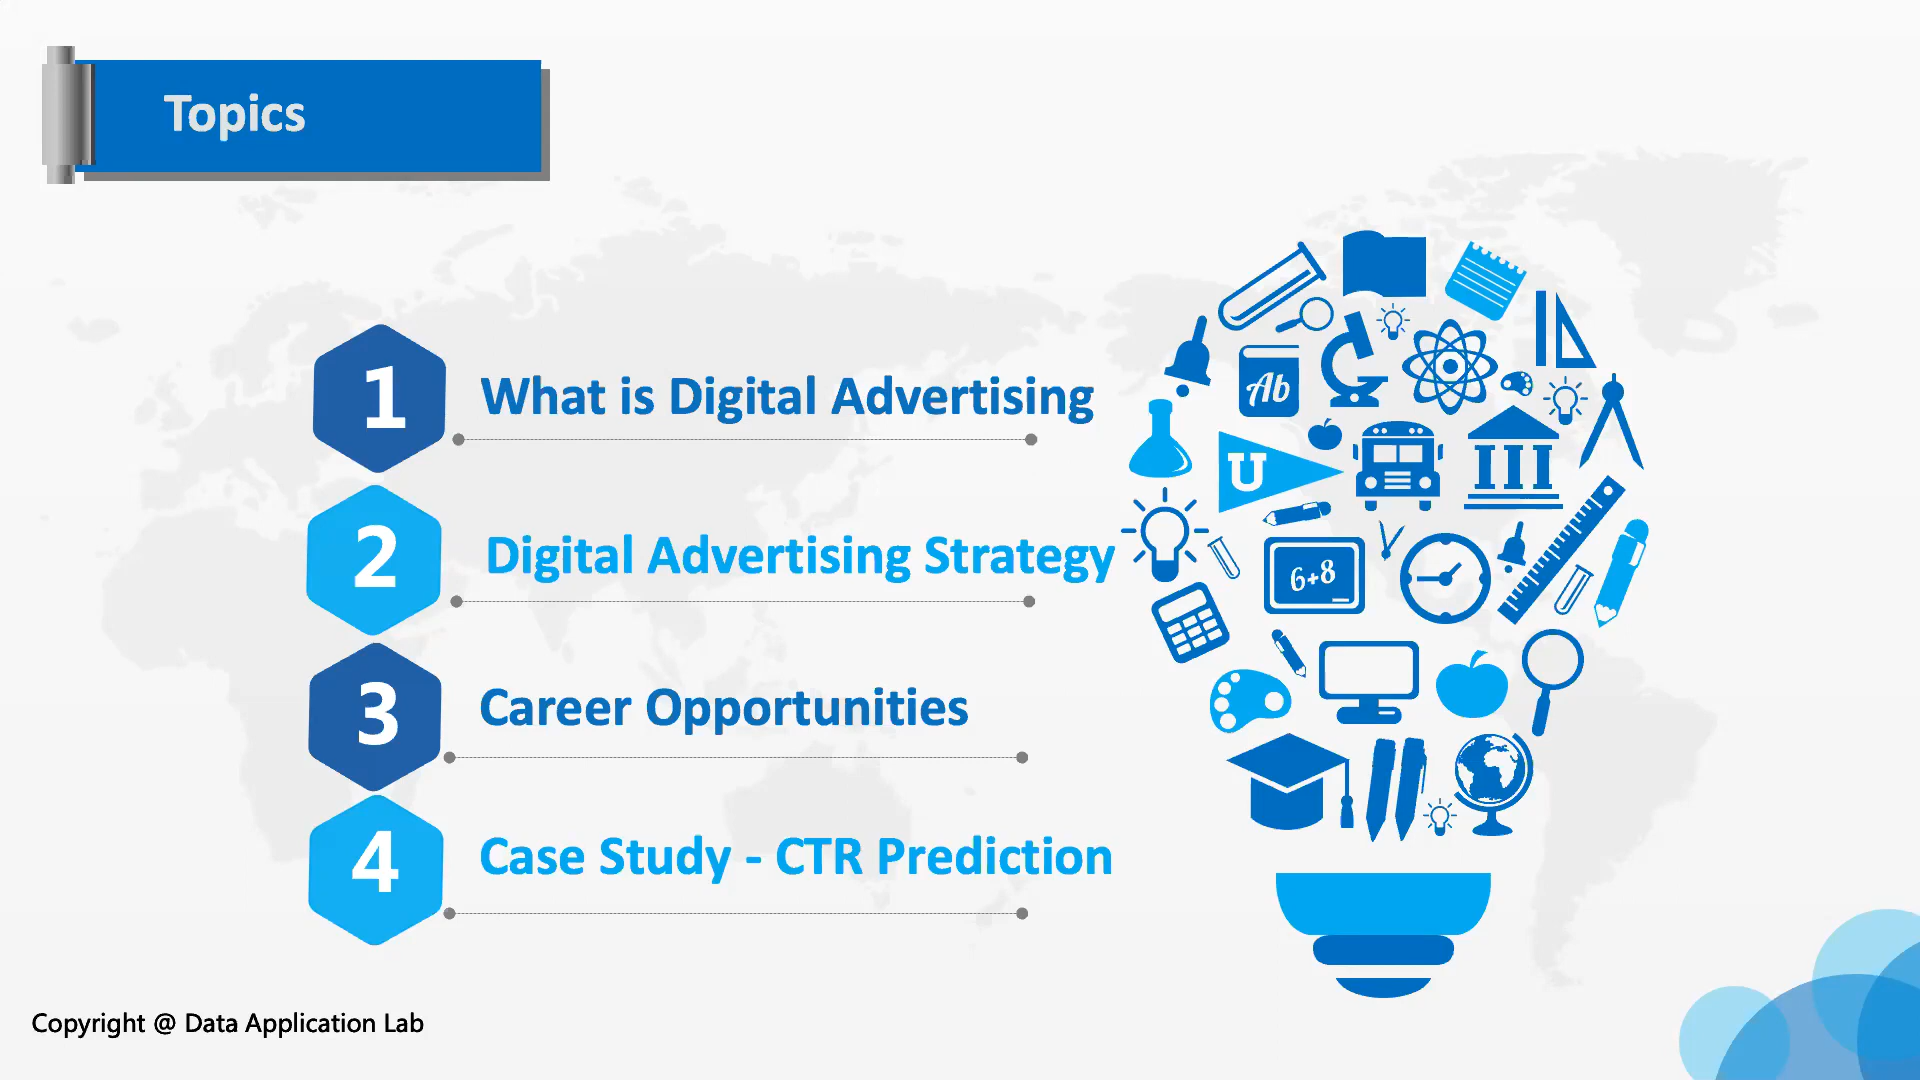 Topics
1
What is Digital Advertising
2
Digital Advertising Strategy
3
Career Opportunities
4
Case Study - CTR Prediction
Ab
U
6+8
Copyright @ Data Application Lab